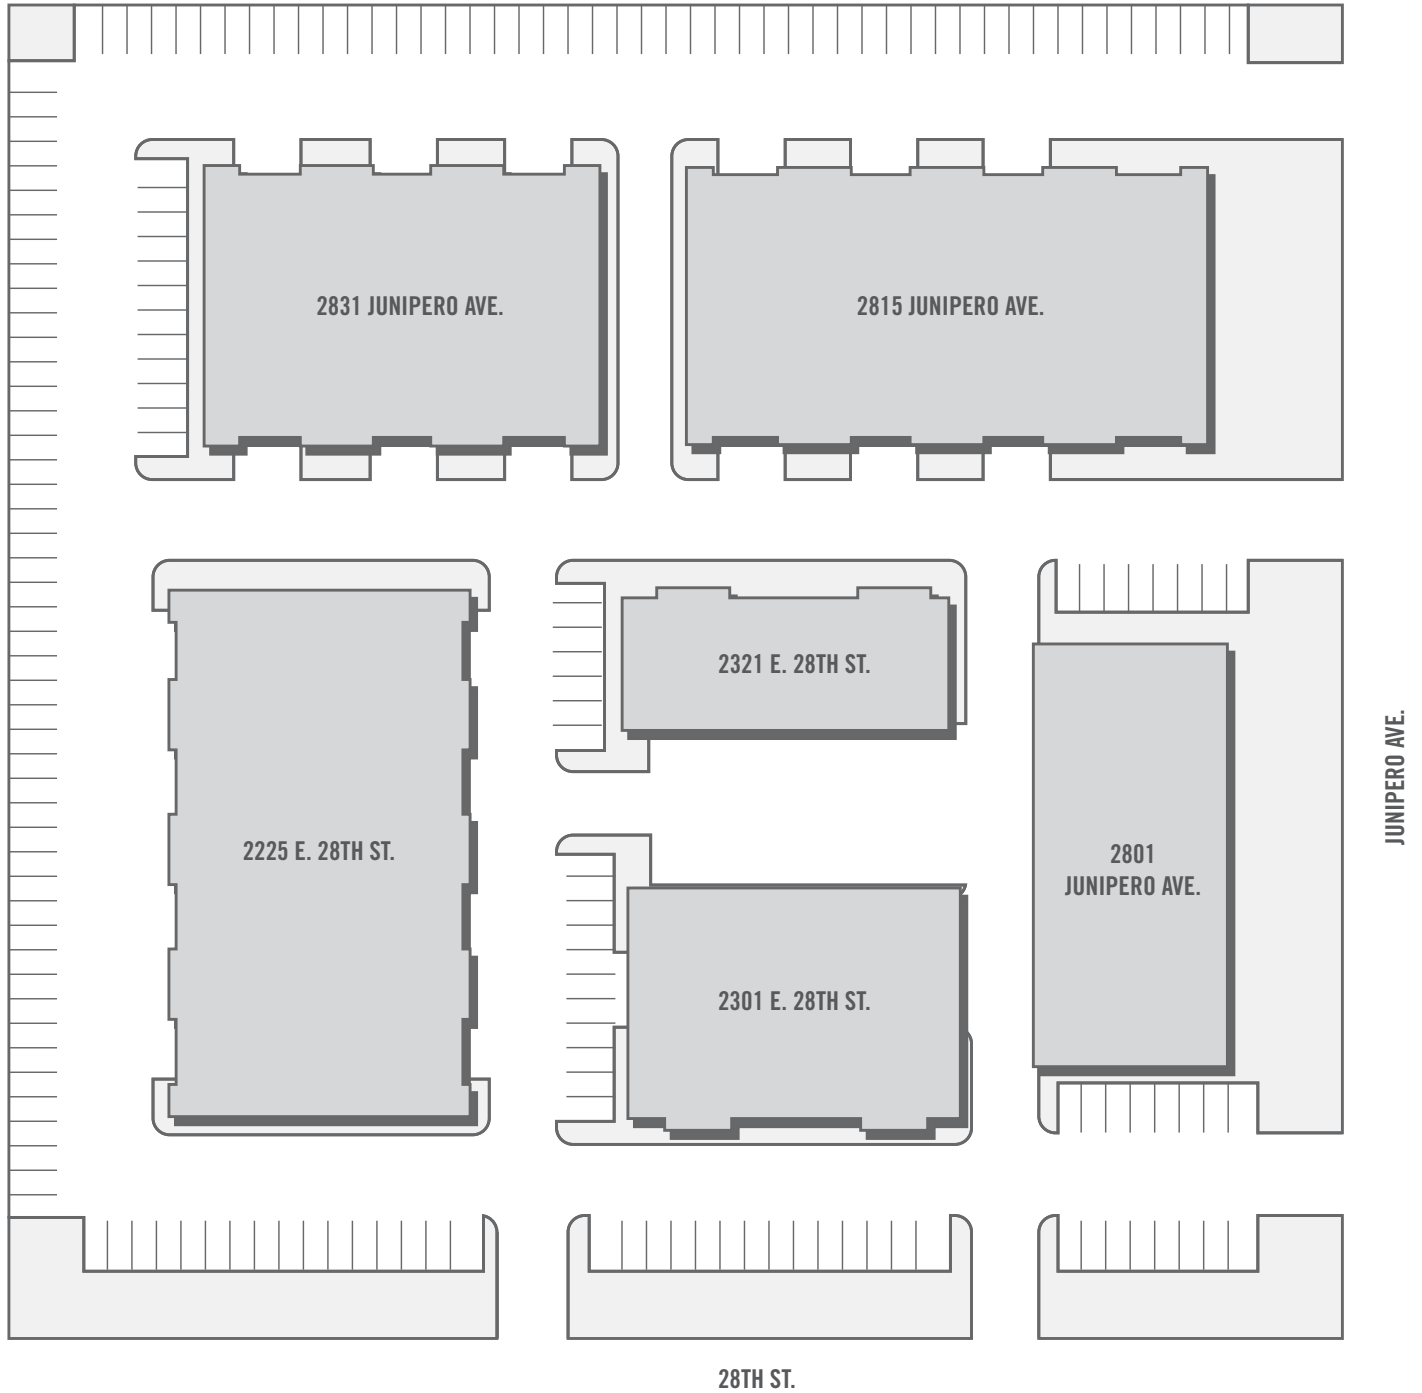 2831 JUNIPERO AVE.
2815 JUNIPERO AVE.
2321 E. 28TH ST.
2225 E. 28TH ST.
2801
JUNIPERO AVE.
2301 E. 28TH ST.
JUNIPERO AVE.
28TH ST.